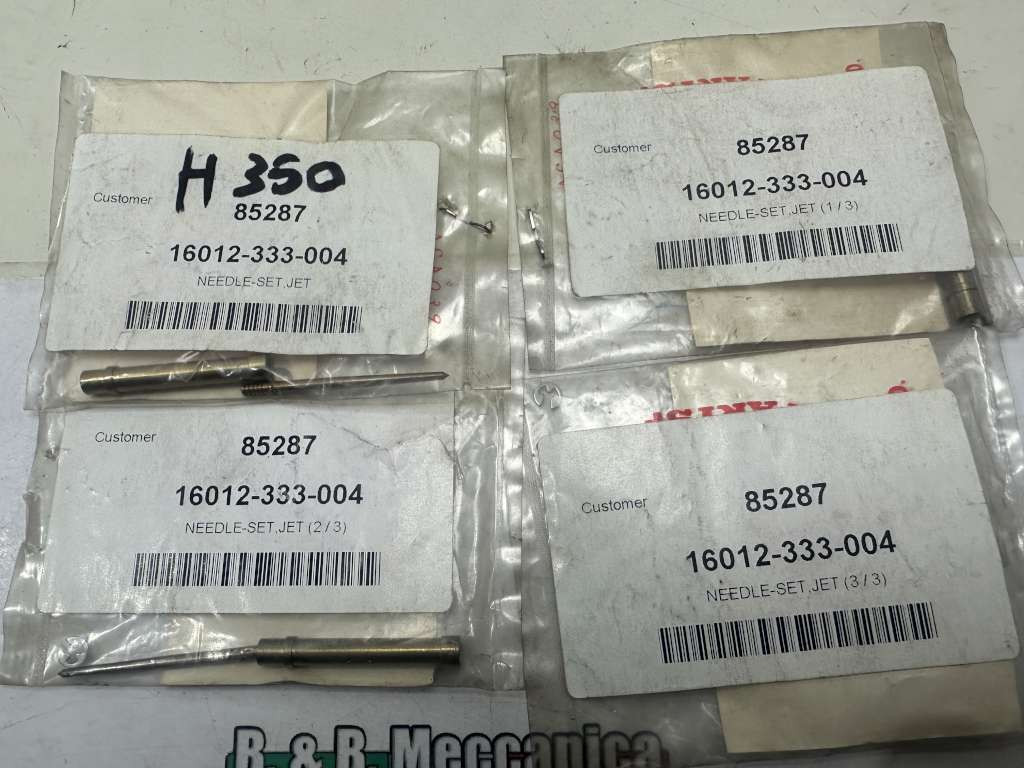 H 350
Customer
85287
16012-333-004
NEEDLE-SET,JET
Customer
85287
16012-333-004
NEEDLE-SET,JET (1 / 3)
Customer
85287
16012-333-004
NEEDLE-SET,JET (2 / 3)
Customer
85287
16012-333-004
NEEDLE-SET,JET (3 / 3)
B. & B. Meccanica